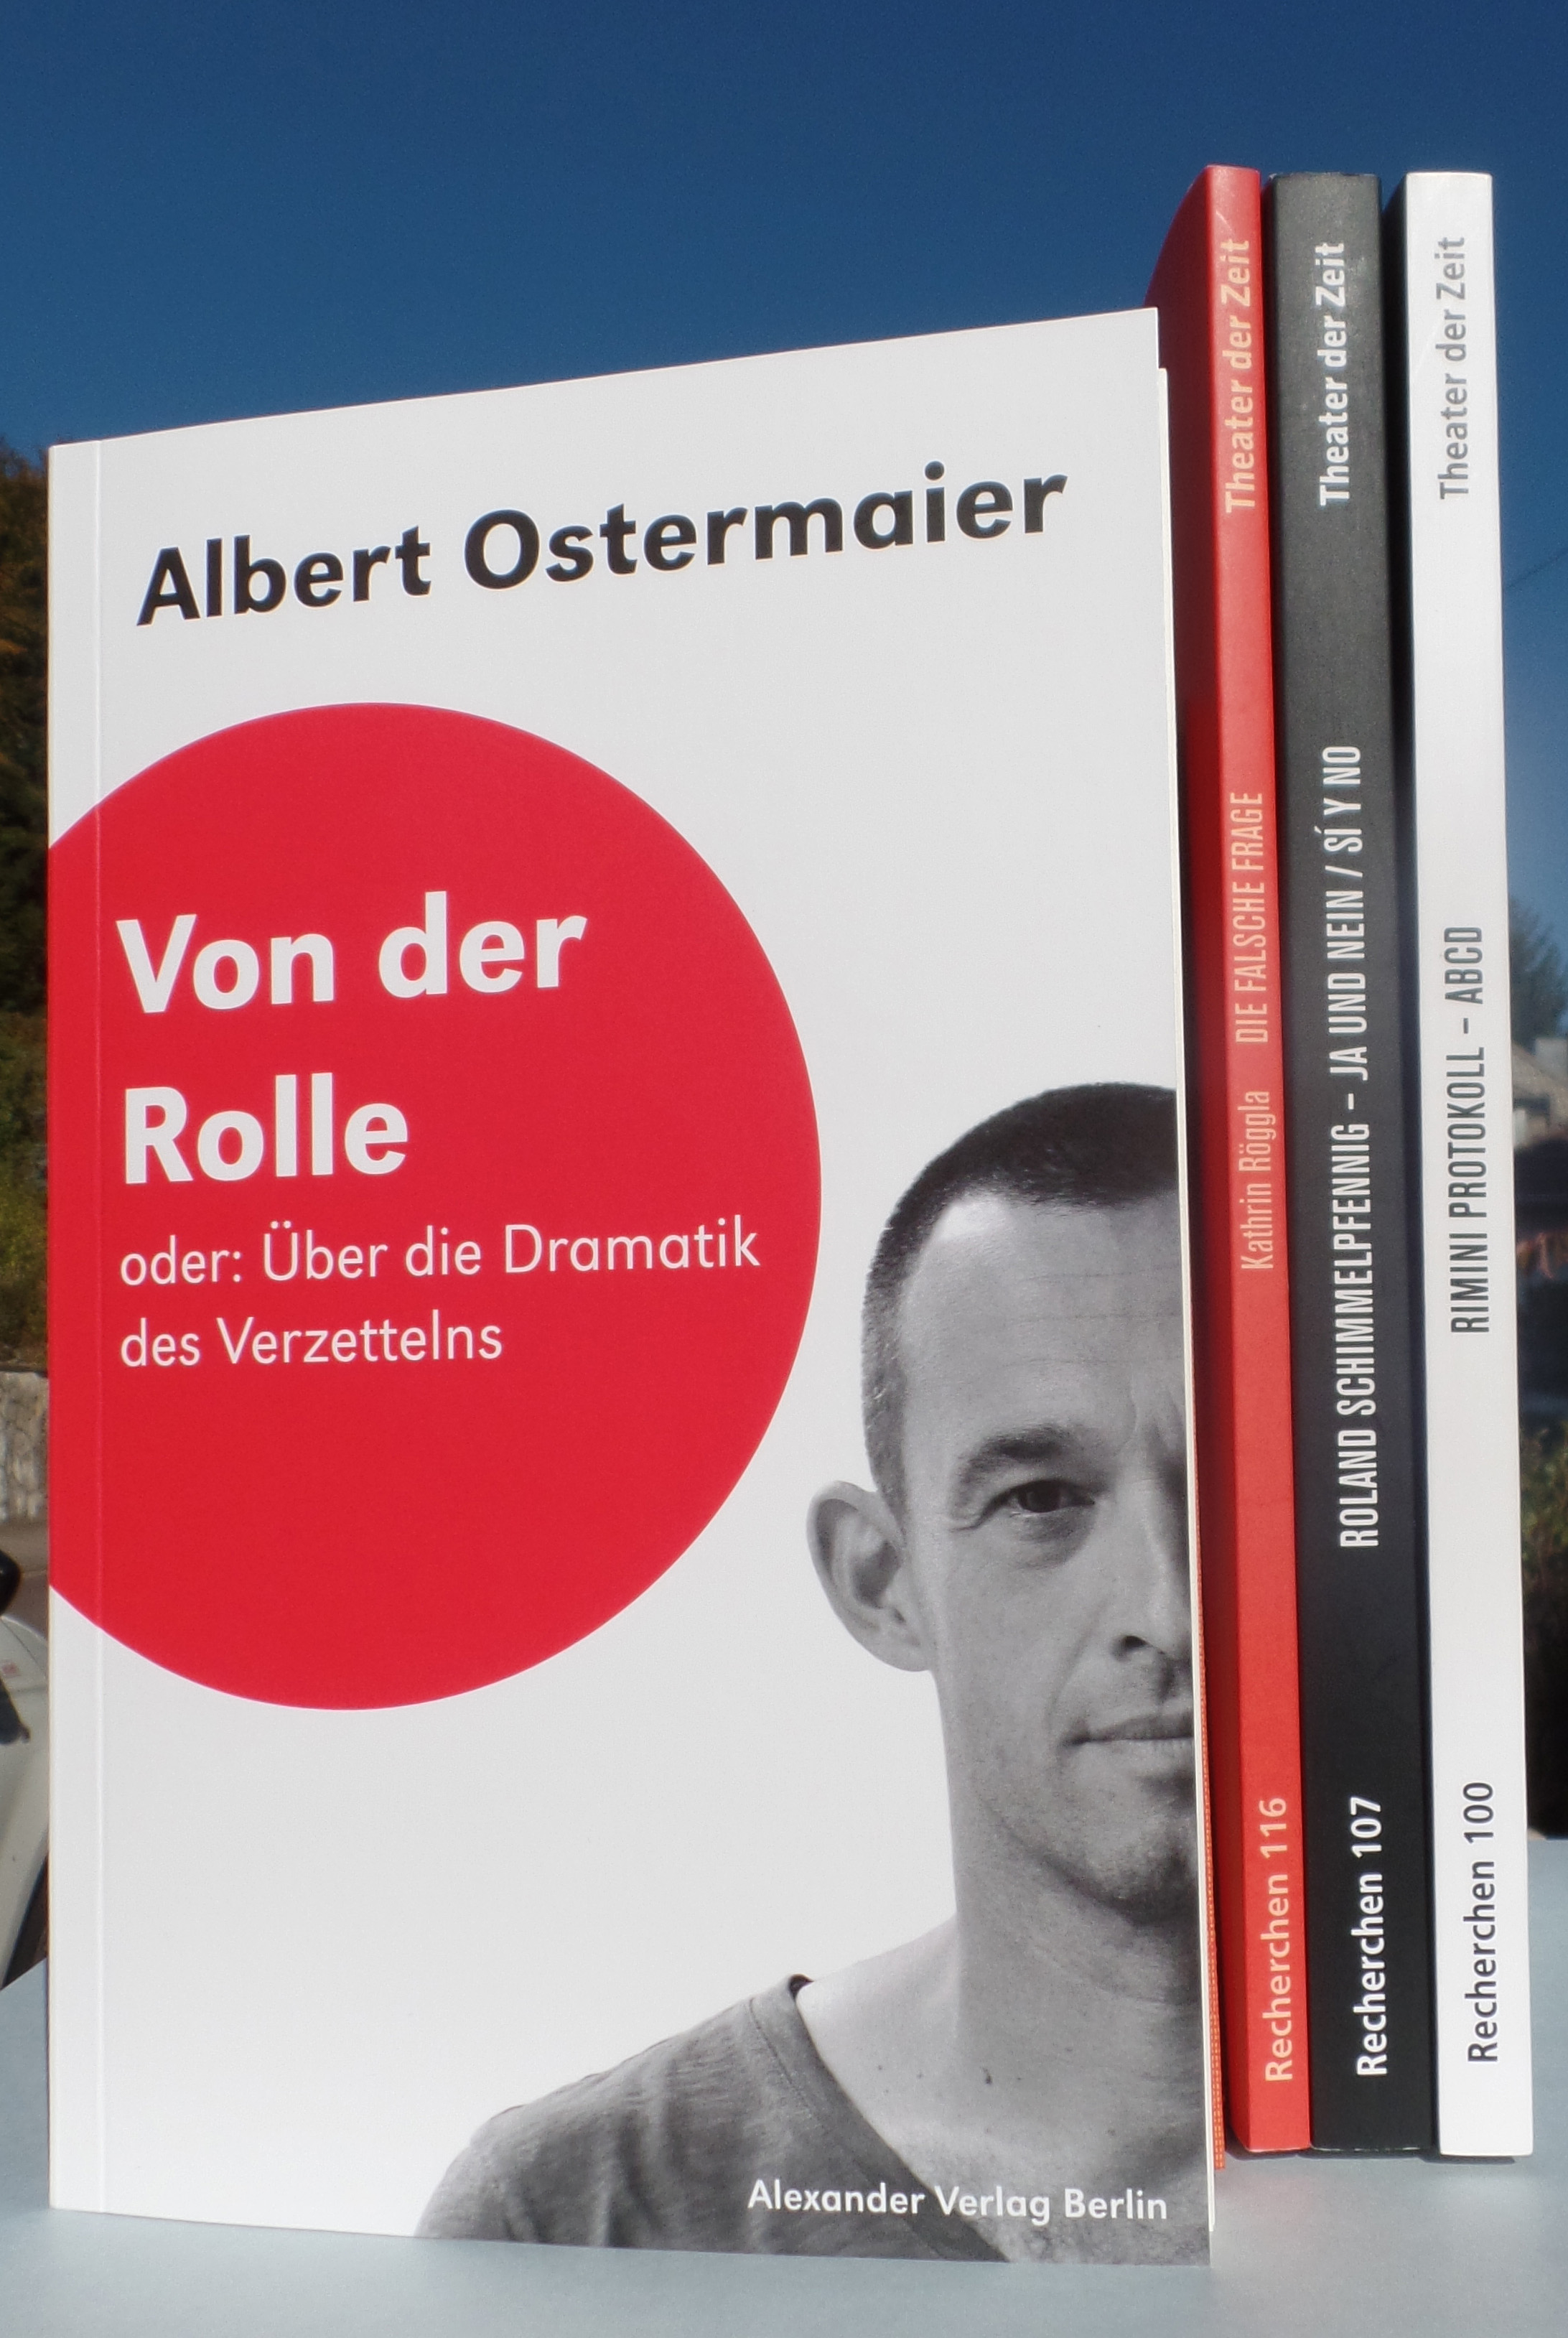 Albert Ostermaier
Von der
Rolle
oder: Über die Dramatik
des Verzettelns
Alexander Verlag Berlin
Recherchen 116 Kathrin Röggla DIE FALSCHE FRAGE Theater der Zeit
Recherchen 107 ROLAND SCHIMMELPFENNIG – JA UND NEIN / SÍ Y NO Theater der Zeit
Recherchen 100 RIMINI PROTOKOLL – ABCD Theater der Zeit